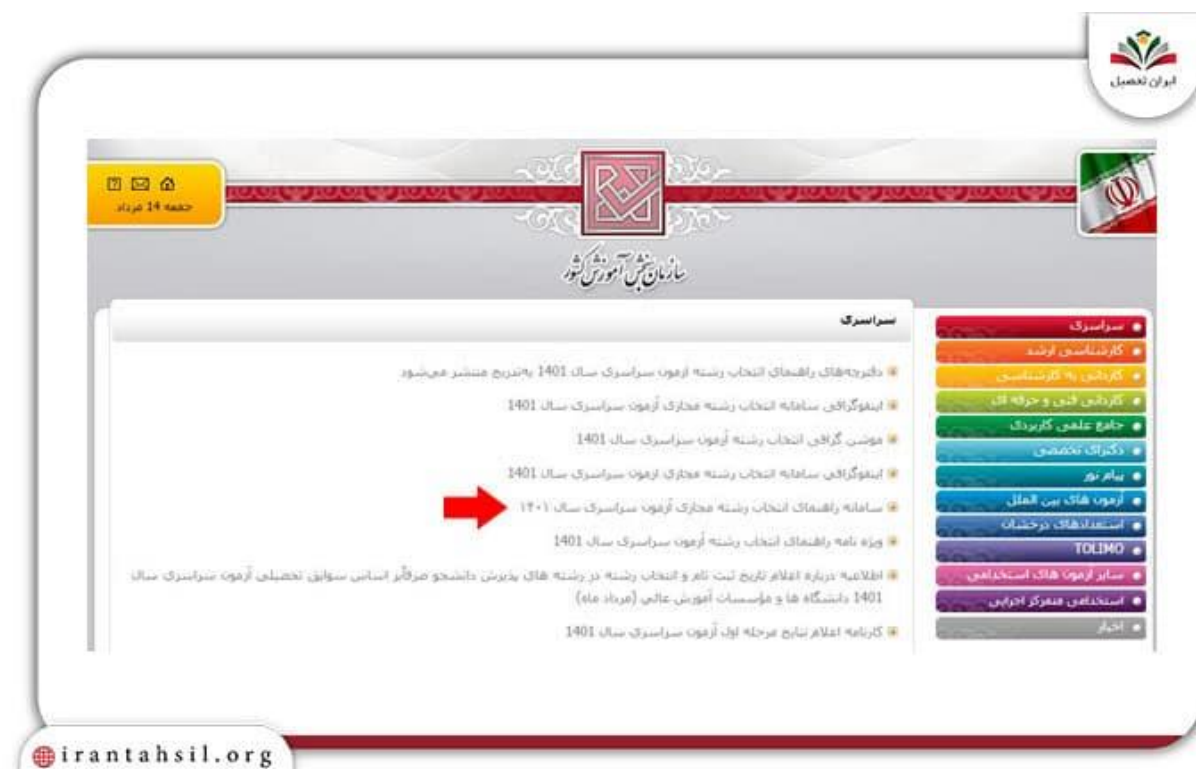 ایران تحصیل
جمعه 14 مرداد
سازمان سنجش آموزش کشور
سراسری
کارشناسی ارشد
کاردانی به کارشناسی
کاردانی فنی و حرفه ای
جامع علمی کاربردی
دکترای تخصصی
پیام نور
آزمون های بین الملل
استعدادهای درخشان
TOLIMO
سایر آزمون های استخدامی
استخدامی متمرکز اجرایی
اخبار
سراسری
دفترچه‌های راهنمای انتخاب رشته آزمون سراسری سال 1401 به‌تدریج منتشر می‌شود
اینفوگرافی سامانه انتخاب رشته مجازی آزمون سراسری سال 1401
موشن گرافی انتخاب رشته آزمون سراسری سال 1401
اینفوگرافی سامانه انتخاب رشته مجازی آزمون سراسری سال 1401
سامانه راهنمای انتخاب رشته مجازی آزمون سراسری سال ۱۴۰۱
ویژه نامه راهنمای انتخاب رشته آزمون سراسری سال 1401
اطلاعیه درباره اعلام تاریخ ثبت نام و انتخاب رشته در رشته های پذیرش دانشجو صرفاً بر اساس سوابق تحصیلی آزمون سراسری سال
1401 دانشگاه ها و مؤسسات آموزش عالی (مرداد ماه)
کارنامه اعلام نتایج مرحله اول آزمون سراسری سال 1401
irantahsil.org